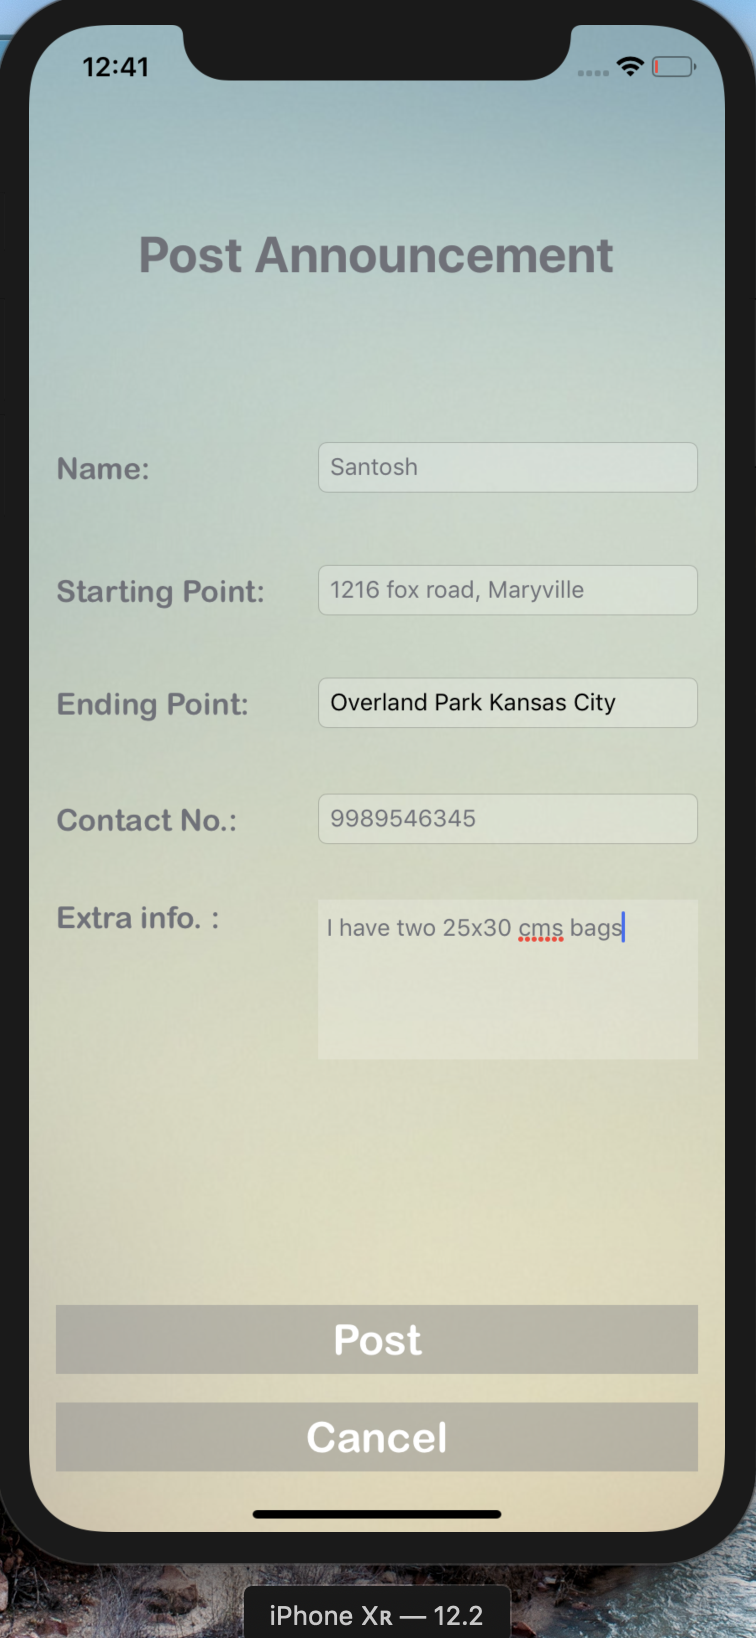 12:41
Post Announcement
Name: Santosh
Starting Point: 1216 fox road, Maryville
Ending Point: Overland Park Kansas City
Contact No.: 9989546345
Extra info. : I have two 25x30 cms bags
Post
Cancel
iPhone Xʀ — 12.2